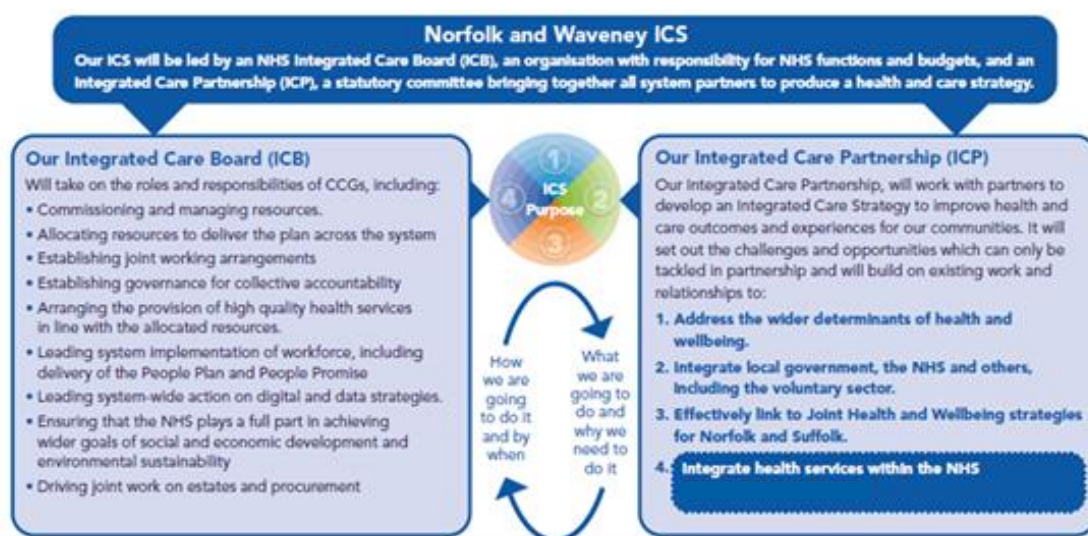 Norfolk and Waveney ICS
Our ICS will be led by an NHS Integrated Care Board (ICB), an organisation with responsibility for NHS functions and budgets, and an
Integrated Care Partnership (ICP), a statutory committee bringing together all system partners to produce a health and care strategy.
Our Integrated Care Board (ICB)
Will take on the roles and responsibilities of CCGs, including:
• Commissioning and managing resources.
• Allocating resources to deliver the plan across the system
• Establishing joint working arrangements
• Establishing governance for collective accountability
• Arranging the provision of high quality health services
in line with the allocated resources.
• Leading system implementation of workforce, including
delivery of the People Plan and People Promise
• Leading system-wide action on digital and data strategies.
• Ensuring that the NHS plays a full part in achieving
wider goals of social and economic development and
environmental sustainability
• Driving joint work on estates and procurement
1
4 ICS 2
Purpose
3
How
we are
going
to do it
and by
when
What
we are
going to
do and
why we
need to
do it
Our Integrated Care Partnership (ICP)
Our Integrated Care Partnership, will work with partners to
develop an Integrated Care Strategy to improve health and
care outcomes and experiences for our communities. It will
set out the challenges and opportunities which can only be
tackled in partnership and will build on existing work and
relationships to:
1. Address the wider determinants of health and
wellbeing.
2. Integrate local government, the NHS and others,
including the voluntary sector.
3. Effectively link to Joint Health and Wellbeing strategies
for Norfolk and Suffolk.
4. Integrate health services within the NHS